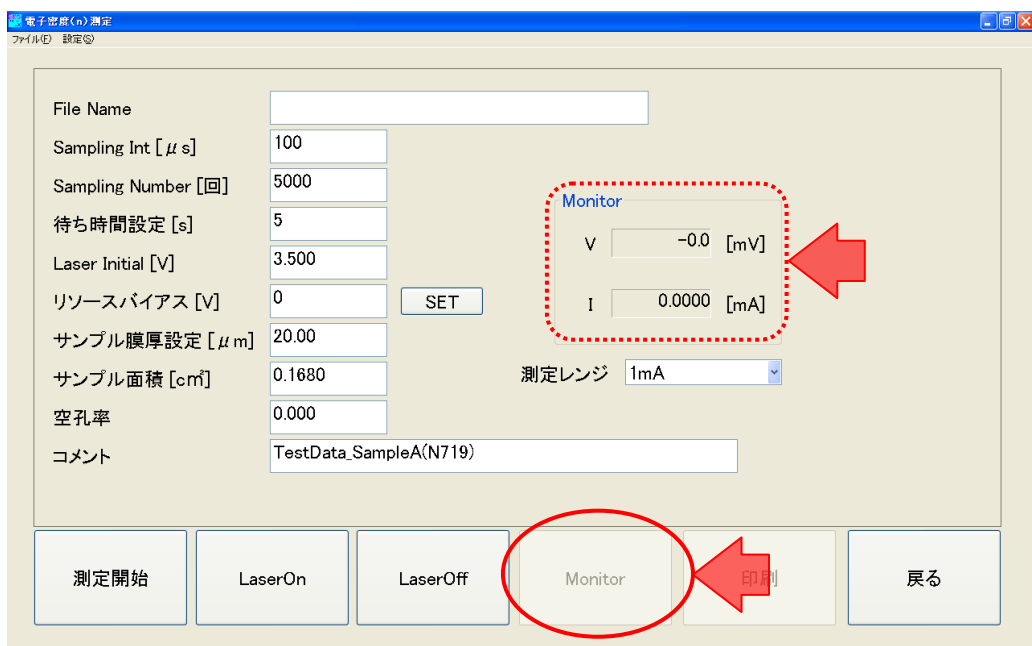 電子密度(n)測定
ファイル(F) 設定(S)
File Name
Sampling Int [μs] 100
Sampling Number [回] 5000
待ち時間設定 [s] 5
Laser Initial [V] 3.500
リソースバイアス [V] 0 SET
サンプル膜厚設定 [μm] 20.00
サンプル面積 [c㎡] 0.1680
空孔率 0.000
コメント TestData_SampleA(N719)
Monitor
V -0.0 [mV]
I 0.0000 [mA]
測定レンジ 1mA
測定開始 LaserOn LaserOff Monitor 印刷 戻る